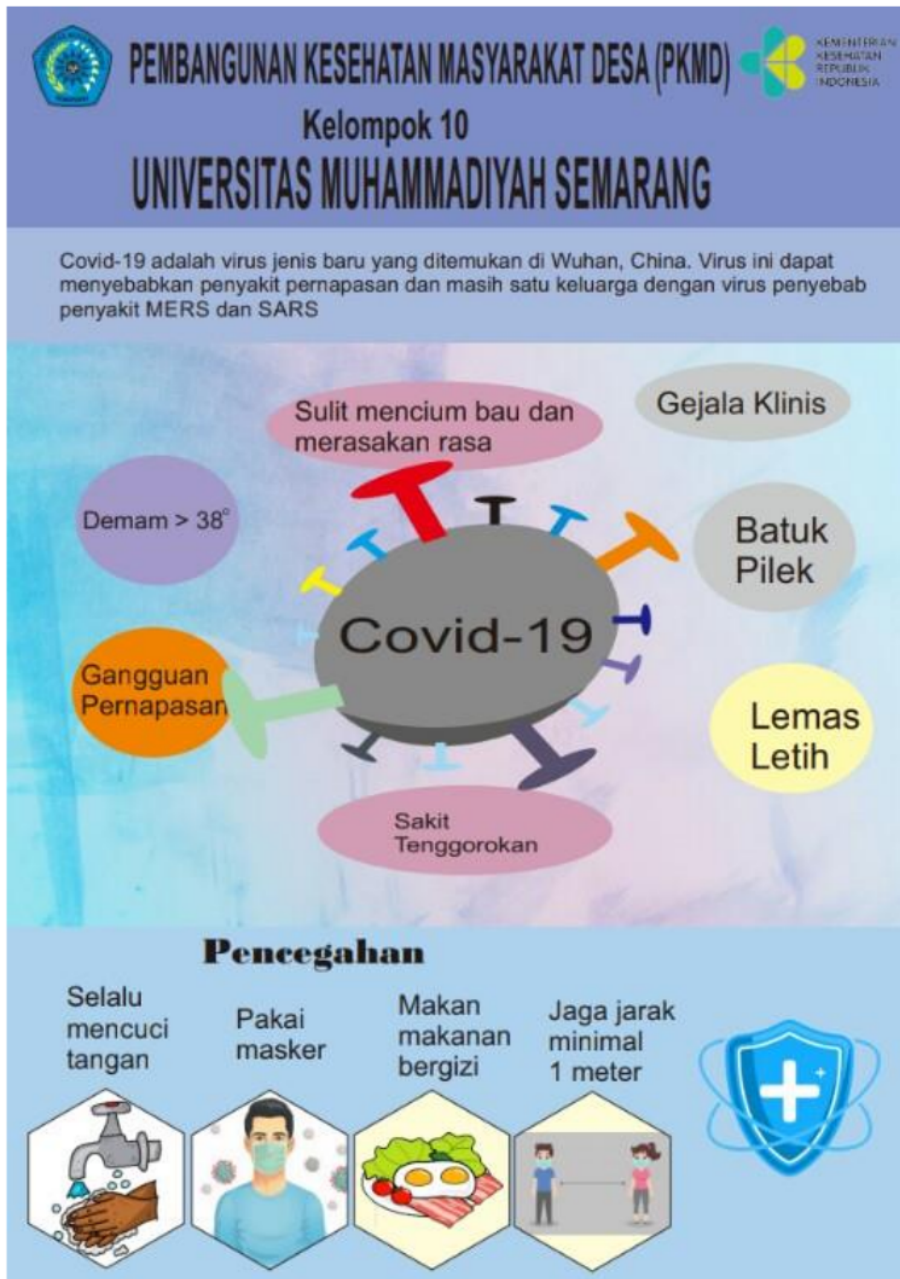 PEMBANGUNAN KESEHATAN MASYARAKAT DESA (PKMD)
KEMENTERIAN
KESEHATAN
REPUBLIK
INDONESIA
Kelompok 10
UNIVERSITAS MUHAMMADIYAH SEMARANG
Covid-19 adalah virus jenis baru yang ditemukan di Wuhan, China. Virus ini dapat
menyebabkan penyakit pernapasan dan masih satu keluarga dengan virus penyebab
penyakit MERS dan SARS
Sulit mencium bau dan
merasakan rasa
Gejala Klinis
Demam > 38°
Batuk
Pilek
Covid-19
Gangguan
Pernapasan
Lemas
Letih
Sakit
Tenggorokan
Pencegahan
Selalu
mencuci
tangan
Pakai
masker
Makan
makanan
bergizi
Jaga jarak
minimal
1 meter